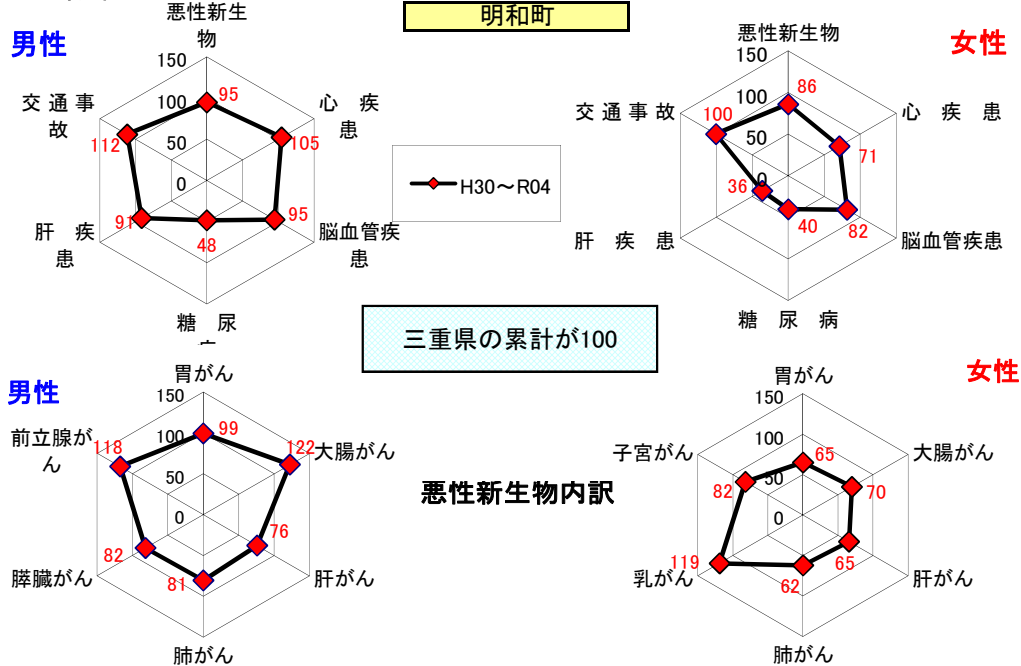 明和町
男性
悪性新生
物
心 疾
患
脳血管疾
患
糖 尿
肝 疾
患
交 通 事
故
150
100
50
0
95
105
95
48
91
112
H30～R04
女性
悪性新生物
心 疾 患
脳血管疾患
糖 尿 病
肝 疾 患
交 通 事 故
150
100
50
0
86
71
82
40
36
100
三重県の累計が100
男性
胃がん
大腸がん
肝がん
肺がん
膵臓がん
前立腺が
ん
150
100
50
0
99
122
76
81
82
118
悪性新生物内訳
女性
胃がん
大腸がん
肝がん
肺がん
乳がん
子宮がん
150
100
50
0
65
70
65
62
119
82